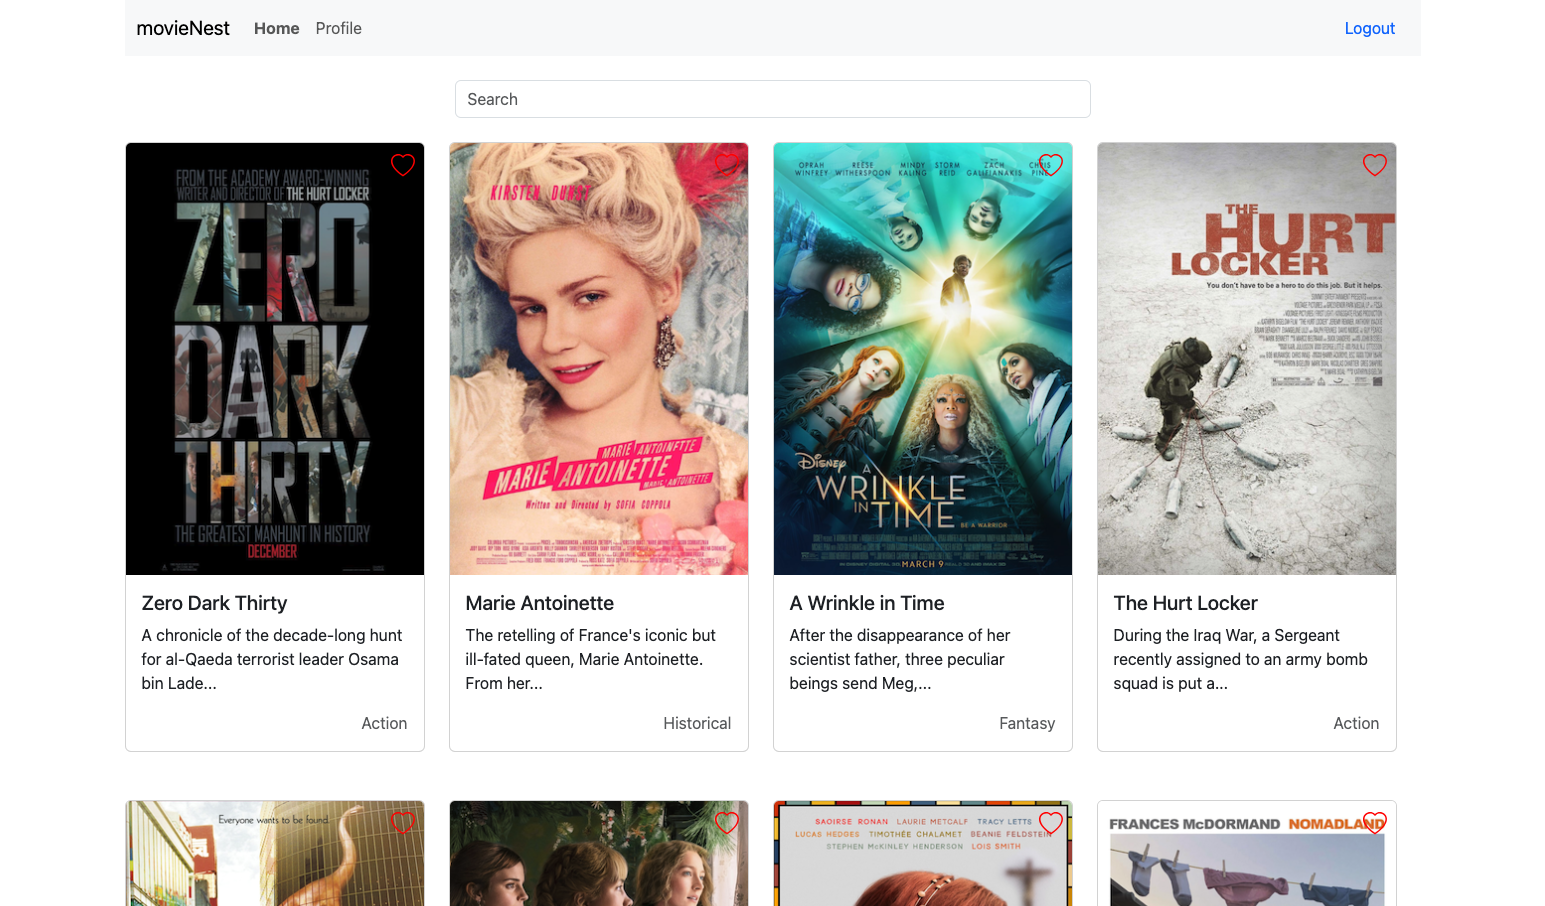 movieNest Home Profile Logout
Search
FROM THE ACADEMY AWARD-WINNING
WRITER AND DIRECTOR OF THE HURT LOCKER
ZERO
DARK
THIRTY
THE GREATEST MANHUNT IN HISTORY
DECEMBER
Zero Dark Thirty
A chronicle of the decade-long hunt
for al-Qaeda terrorist leader Osama
bin Lade...
Action
KIRSTEN DUNST
MARIE ANTOINETTE
MARIE ANTOINETTE
MARIE ANTOINETTE
Written and Directed by SOFIA COPPOLA
Marie Antoinette
The retelling of France's iconic but
ill-fated queen, Marie Antoinette.
From her...
Historical
OPRAH WINFREY REESE WITHERSPOON MINDY KALING STORM REID ZACH GALIFIANAKIS CHRIS PINE
DISNEY
A
WRINKLE
IN TIME
BE A WARRIOR
MARCH 9
A Wrinkle in Time
After the disappearance of her
scientist father, three peculiar
beings send Meg,...
Fantasy
THE
HURT
LOCKER
You don't have to be a hero to do this job. But it helps.
The Hurt Locker
During the Iraq War, a Sergeant
recently assigned to an army bomb
squad is put a...
Action
Everyone wants to be found.
SAOIRSE RONAN LAURIE METCALF TRACY LETTS
LUCAS HEDGES TIMOTHÉE CHALAMET BEANIE FELDSTEIN
STEPHEN McKINLEY HENDERSON LOIS SMITH
FRANCES McDORMAND NOMADLAND